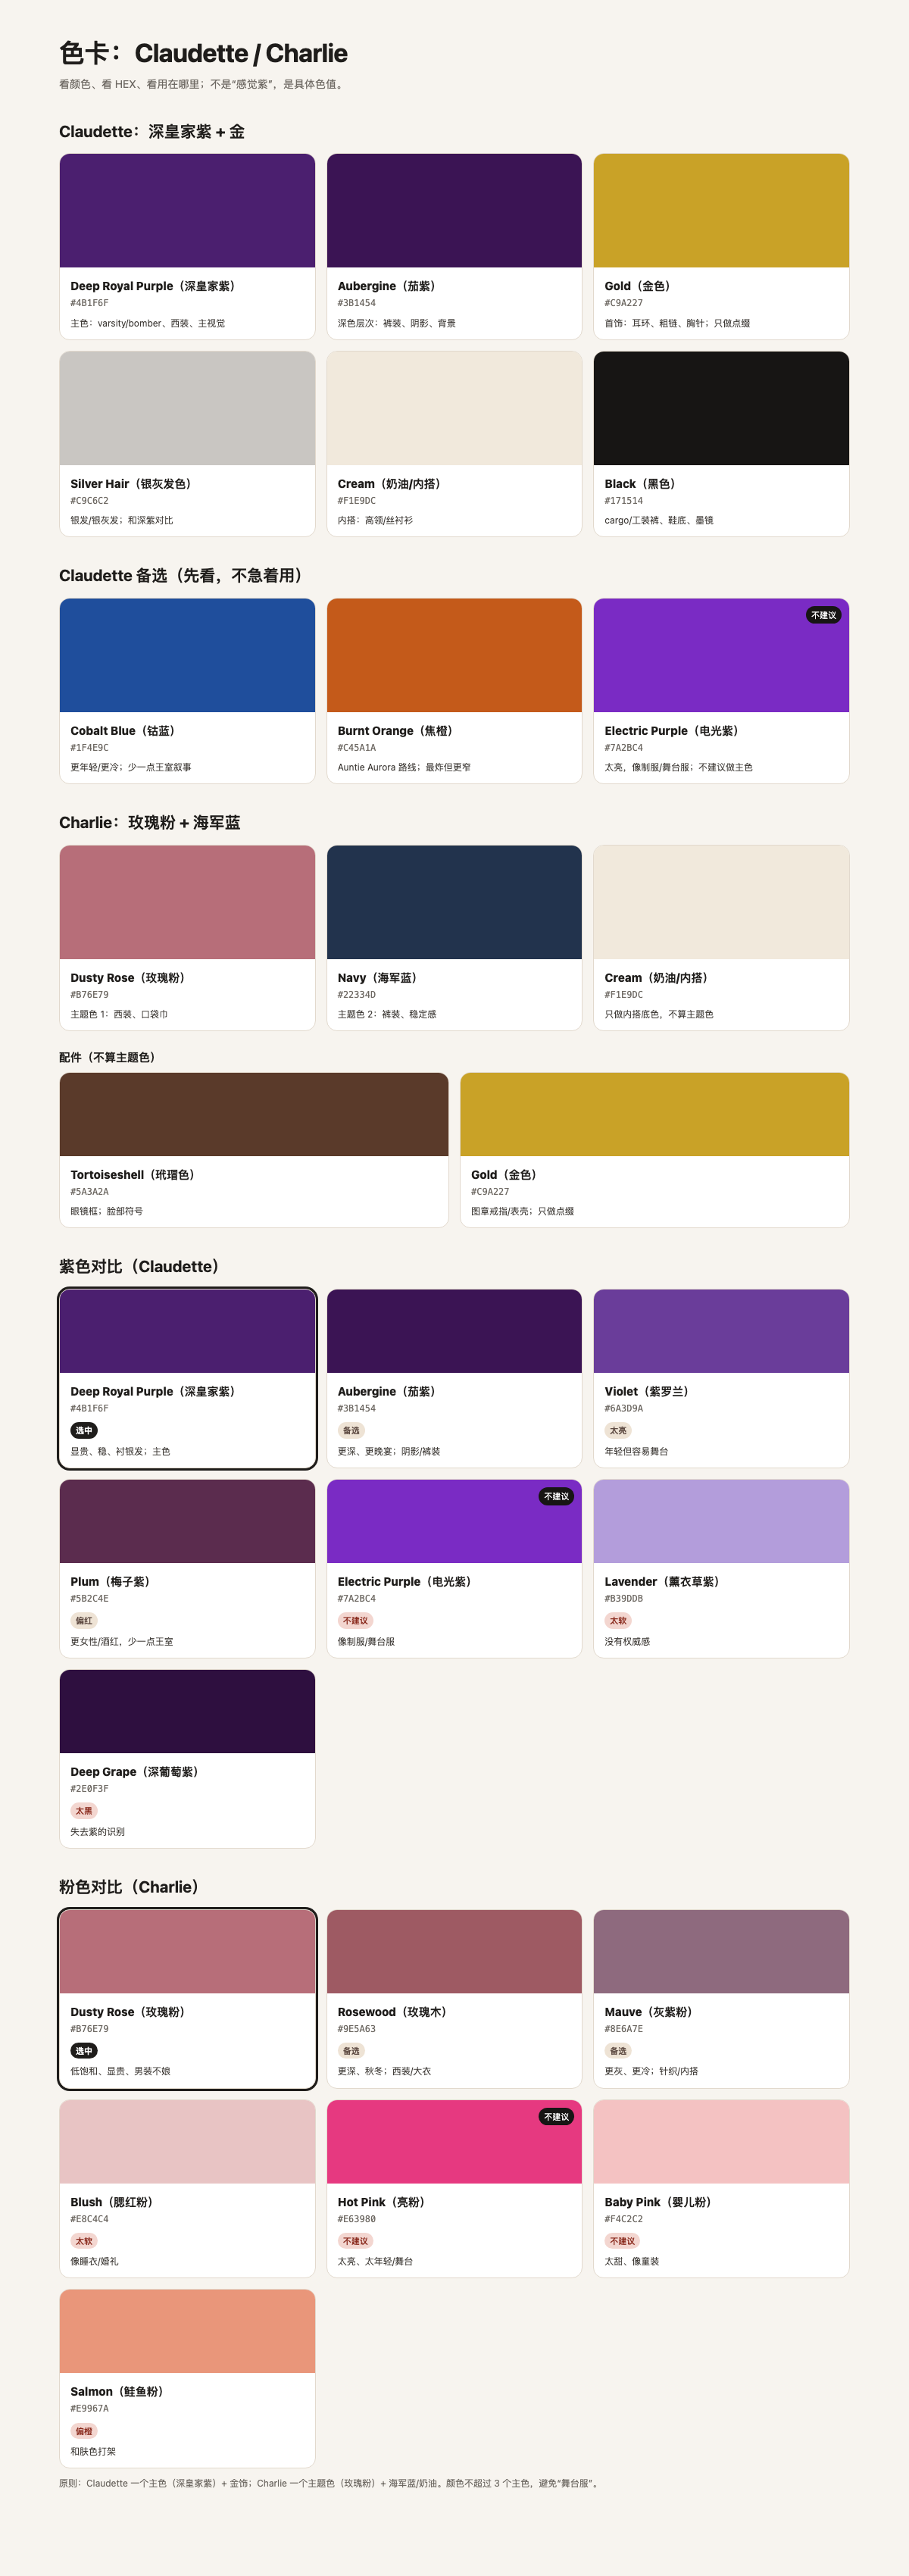 色卡：Claudette / Charlie
看颜色、看 HEX、看用在哪里；不是“感觉紫”，是具体色值。
Claudette：深皇家紫 + 金
Deep Royal Purple（深皇家紫）
#4B1F6F
主色：varsity/bomber、西装、主视觉
Aubergine（茄紫）
#3B1454
深色层次：裤装、阴影、背景
Gold（金色）
#C9A227
首饰：耳环、粗链、胸针；只做点缀
Silver Hair（银灰发色）
#C9C6C2
银发/银灰发；和深紫对比
Cream（奶油/内搭）
#F1E9DC
内搭：高领/丝衬衫
Black（黑色）
#171514
cargo/工装裤、鞋底、墨镜
Claudette 备选（先看，不急着用）
Cobalt Blue（钴蓝）
#1F4E9C
更年轻/更冷；少一点王室叙事
Burnt Orange（焦橙）
#C45A1A
Auntie Aurora 路线；最炸但更窄
不建议
Electric Purple（电光紫）
#7A2BC4
太亮，像制服/舞台服；不建议做主色
Charlie：玫瑰粉 + 海军蓝
Dusty Rose（玫瑰粉）
#B76E79
主题色 1：西装、口袋巾
Navy（海军蓝）
#22334D
主题色 2：裤装、稳定感
Cream（奶油/内搭）
#F1E9DC
只做内搭底色，不算主题色
配件（不算主题色）
Tortoiseshell（玳瑁色）
#5A3A2A
眼镜框；脸部符号
Gold（金色）
#C9A227
图章戒指/表壳；只做点缀
紫色对比（Claudette）
Deep Royal Purple（深皇家紫）
#4B1F6F
选中
显贵、稳、衬银发；主色
Aubergine（茄紫）
#3B1454
备选
更深、更晚宴；阴影/裤装
Violet（紫罗兰）
#6A3D9A
太亮
年轻但容易舞台
Plum（梅子紫）
#5B2C4E
偏红
更女性/酒红，少一点王室
不建议
Electric Purple（电光紫）
#7A2BC4
不建议
像制服/舞台服
Lavender（薰衣草紫）
#B39DDB
太软
没有权威感
Deep Grape（深葡萄紫）
#2E0F3F
太黑
失去紫的识别
粉色对比（Charlie）
Dusty Rose（玫瑰粉）
#B76E79
选中
低饱和、显贵、男装不娘
Rosewood（玫瑰木）
#9E5A63
备选
更深、秋冬；西装/大衣
Mauve（灰紫粉）
#8E6A7E
备选
更灰、更冷；针织/内搭
Blush（腮红粉）
#E8C4C4
太软
像睡衣/婚礼
不建议
Hot Pink（亮粉）
#E63980
不建议
太亮、太年轻/舞台
Baby Pink（婴儿粉）
#F4C2C2
不建议
太甜、像童装
Salmon（鲑鱼粉）
#E9967A
偏橙
和肤色打架
原则：Claudette 一个主色（深皇家紫）+ 金饰；Charlie 一个主题色（玫瑰粉）+ 海军蓝/奶油。颜色不超过 3 个主色，避免“舞台服”。